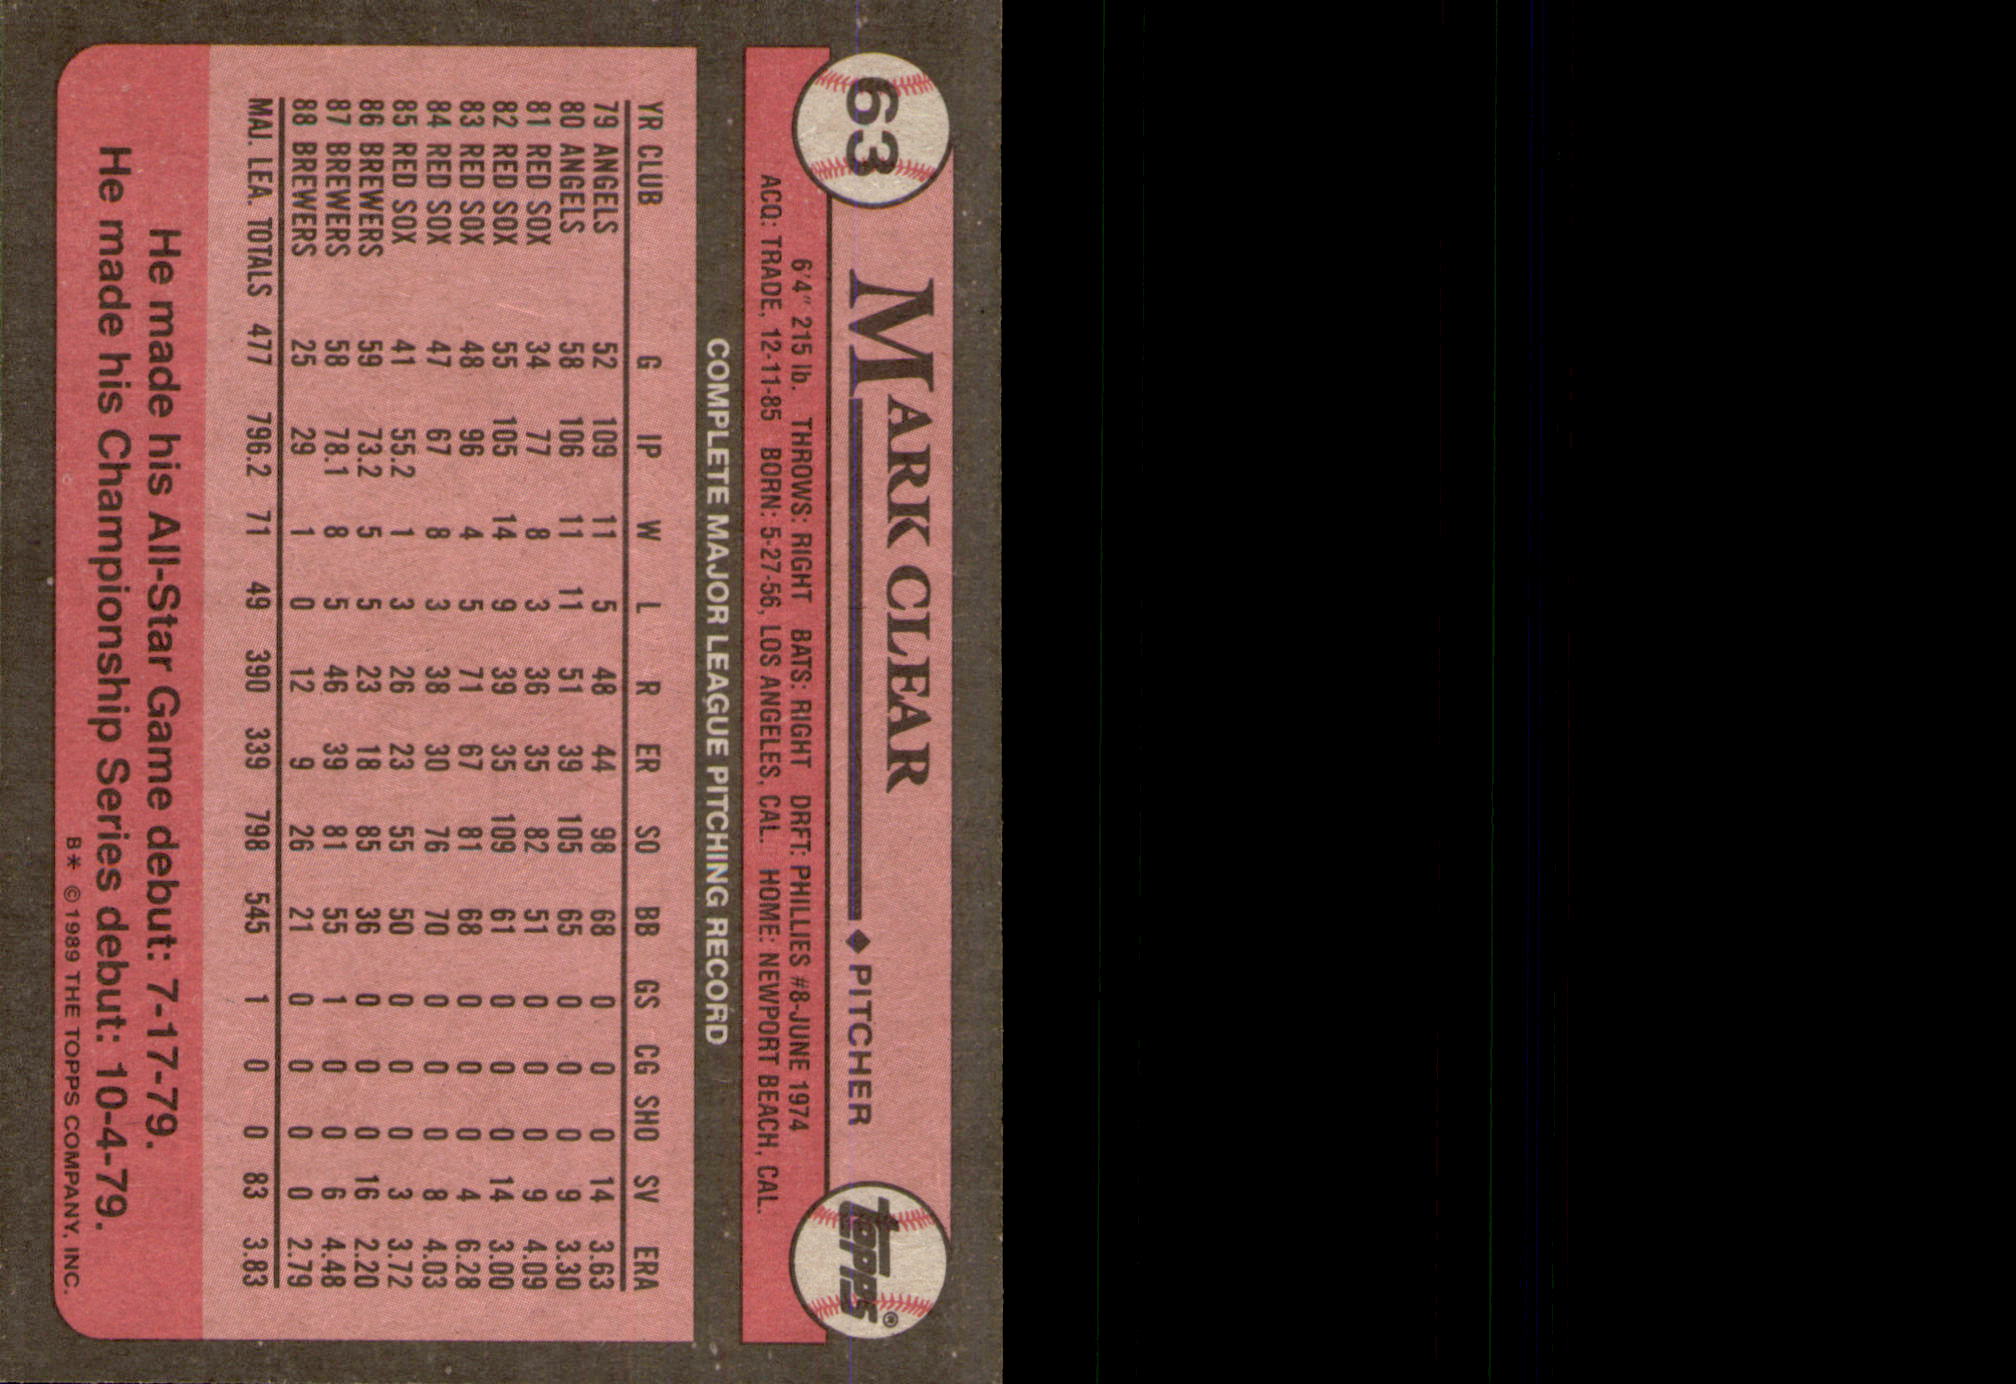 63
MARK CLEAR
◆ PITCHER
topps®
6'4" 215 lb. THROWS: RIGHT BATS: RIGHT DRFT: PHILLIES #8-JUNE 1974
ACQ: TRADE, 12-11-85 BORN: 5-27-56, LOS ANGELES, CAL. HOME: NEWPORT BEACH, CAL.
COMPLETE MAJOR LEAGUE PITCHING RECORD
YR CLUB G IP W L R ER SO BB GS CG SHO SV ERA
79 ANGELS 52 109 11 5 48 44 98 68 0 0 0 14 3.63
80 ANGELS 58 106 11 11 51 39 105 65 0 0 0 9 3.30
81 RED SOX 34 77 8 3 36 35 82 51 0 0 0 9 4.09
82 RED SOX 55 105 14 9 39 35 109 61 0 0 0 14 3.00
83 RED SOX 48 96 4 5 71 67 81 68 0 0 0 4 6.28
84 RED SOX 47 67 8 3 38 30 76 70 0 0 0 8 4.03
85 RED SOX 41 55.2 1 3 26 23 55 50 0 0 0 3 3.72
86 BREWERS 59 73.2 5 5 23 18 85 36 0 0 0 16 2.20
87 BREWERS 58 78.1 8 5 46 39 81 55 1 0 0 6 4.48
88 BREWERS 25 29 1 0 12 9 26 21 0 0 0 0 2.79
MAJ. LEA. TOTALS 477 796.2 71 49 390 339 798 545 1 0 0 83 3.83
He made his All-Star Game debut: 7-17-79.
He made his Championship Series debut: 10-4-79.
B* ©1989 THE TOPPS COMPANY, INC.